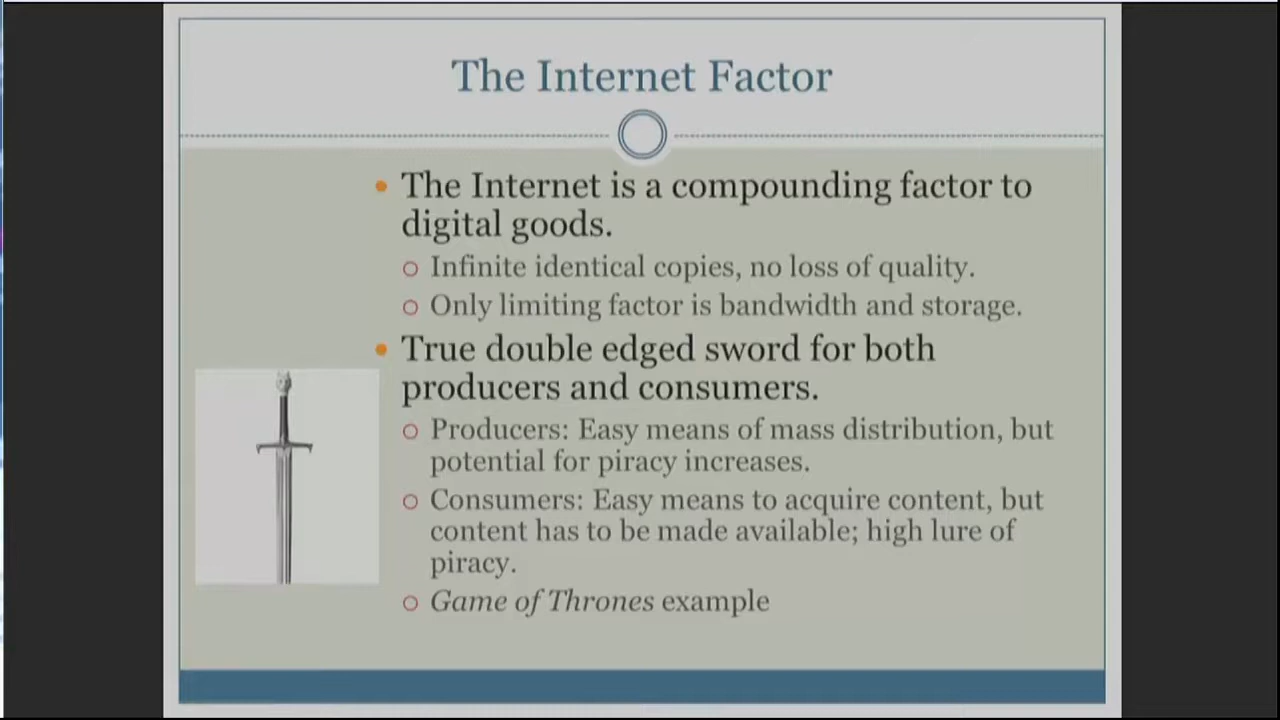 The Internet Factor
• The Internet is a compounding factor to
digital goods.
○ Infinite identical copies, no loss of quality.
○ Only limiting factor is bandwidth and storage.
• True double edged sword for both
producers and consumers.
○ Producers: Easy means of mass distribution, but
potential for piracy increases.
○ Consumers: Easy means to acquire content, but
content has to be made available; high lure of
piracy.
○ Game of Thrones example